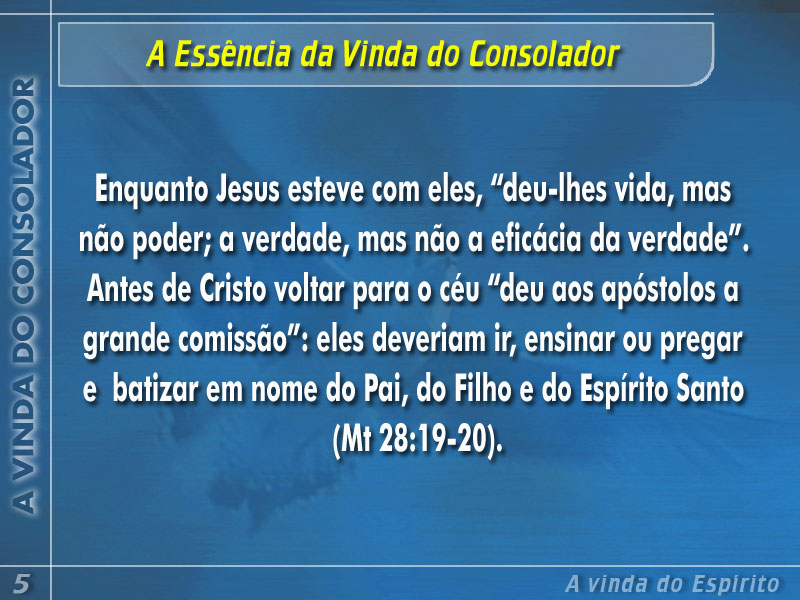 A Essência da Vinda do Consolador
A VINDA DO CONSOLADOR
Enquanto Jesus esteve com eles, “deu-lhes vida, mas
não poder; a verdade, mas não a eficácia da verdade”.
Antes de Cristo voltar para o céu “deu aos apóstolos a
grande comissão”: eles deveriam ir, ensinar ou pregar
e batizar em nome do Pai, do Filho e do Espírito Santo
(Mt 28:19-20).
5
A vinda do Espírito